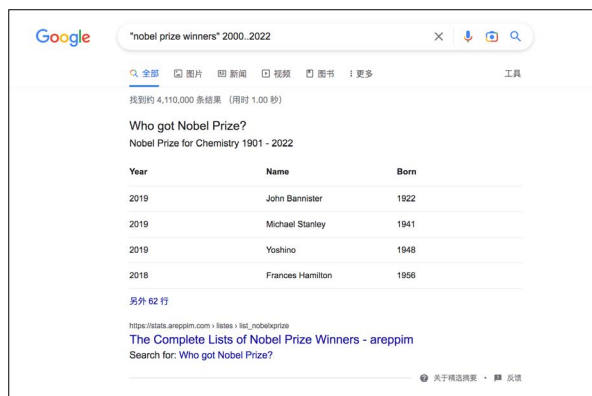 Google
"nobel prize winners" 2000..2022
全部 图片 新闻 视频 图书 更多 工具
找到约 4,110,000 条结果 （用时 1.00 秒）
Who got Nobel Prize?
Nobel Prize for Chemistry 1901 - 2022
Year Name Born
2019 John Bannister 1922
2019 Michael Stanley 1941
2019 Yoshino 1948
2018 Frances Hamilton 1956
另外 62 行
https://stats.areppim.com › listes › list_nobelxprize
The Complete Lists of Nobel Prize Winners - areppim
Search for: Who got Nobel Prize?
关于精选摘要 • 反馈